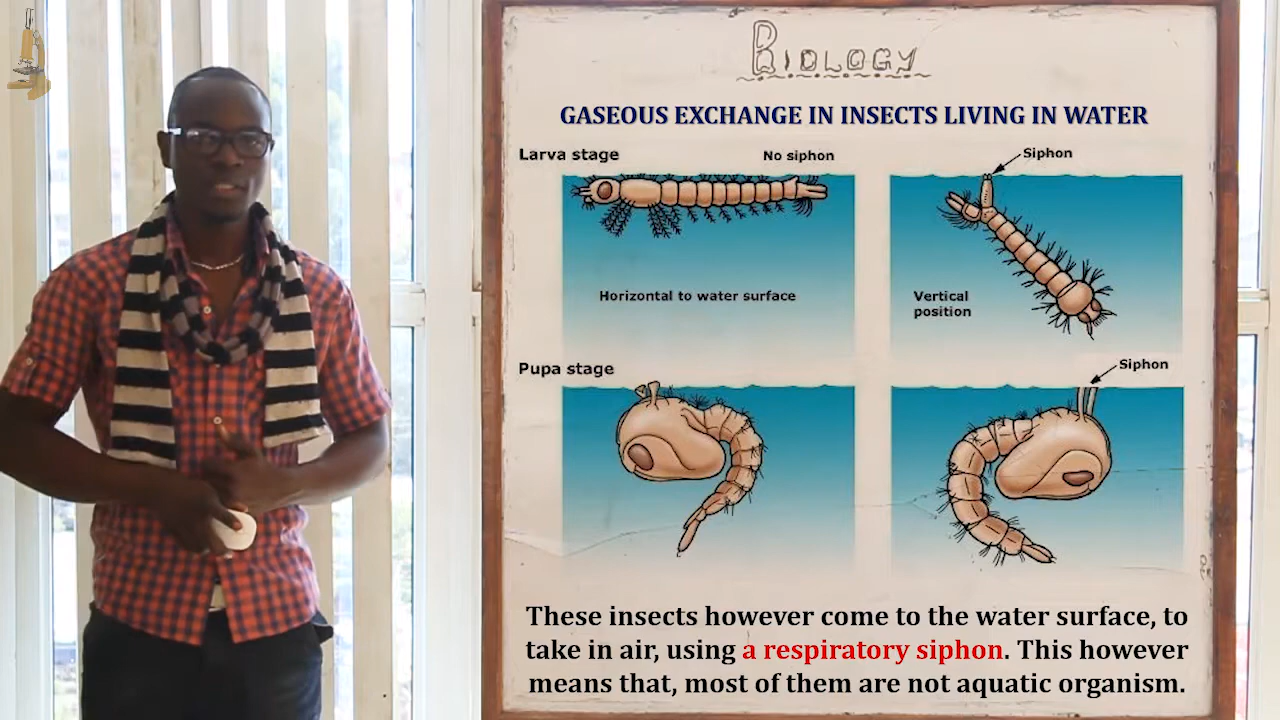 BIOLOGY
GASEOUS EXCHANGE IN INSECTS LIVING IN WATER
Larva stage
No siphon
Siphon
Horizontal to water surface
Vertical
position
Pupa stage
Siphon
These insects however come to the water surface, to
take in air, using a respiratory siphon. This however
means that, most of them are not aquatic organism.